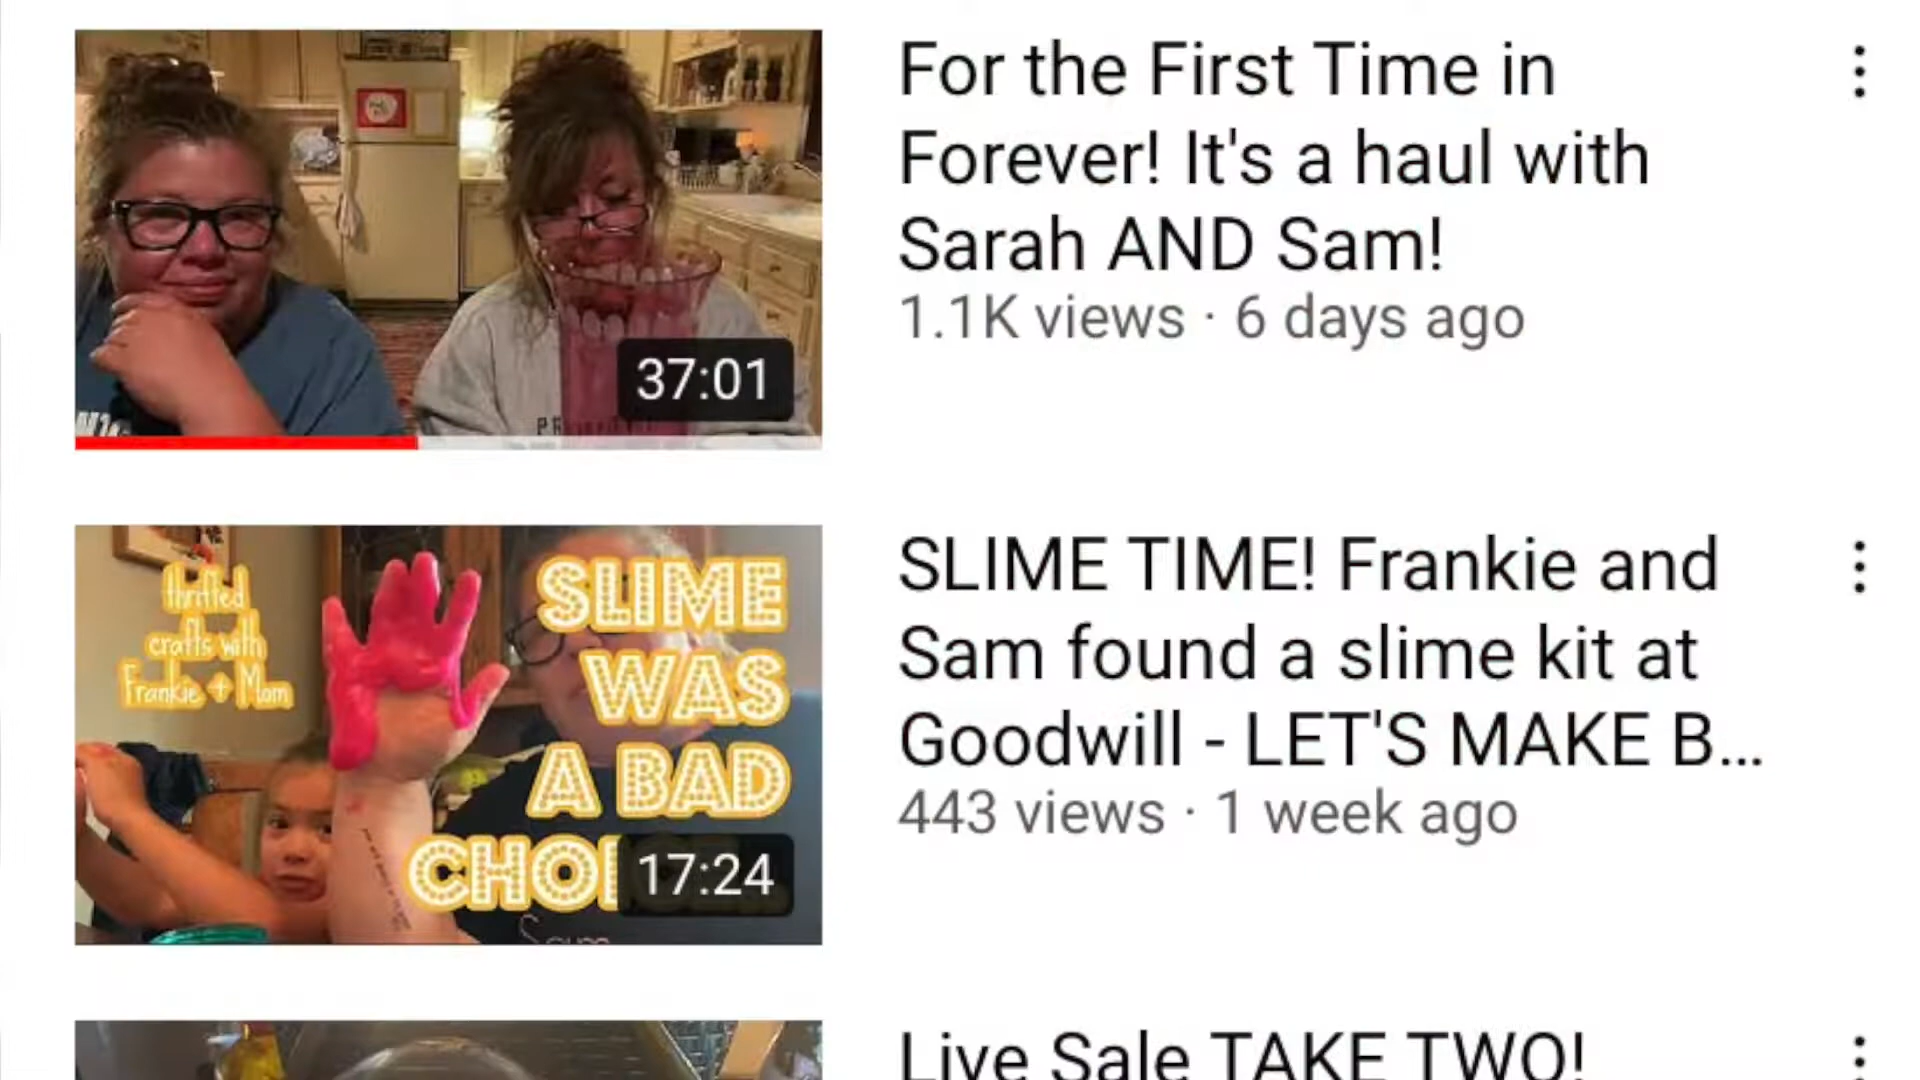 For the First Time in
Forever! It's a haul with
Sarah AND Sam!
1.1K views · 6 days ago
37:01
thrifted
crafts with
Frankie + Mom
SLIME
WAS
A BAD
17:24
SLIME TIME! Frankie and
Sam found a slime kit at
Goodwill - LET'S MAKE B...
443 views · 1 week ago
Live Sale TAKE TWO!